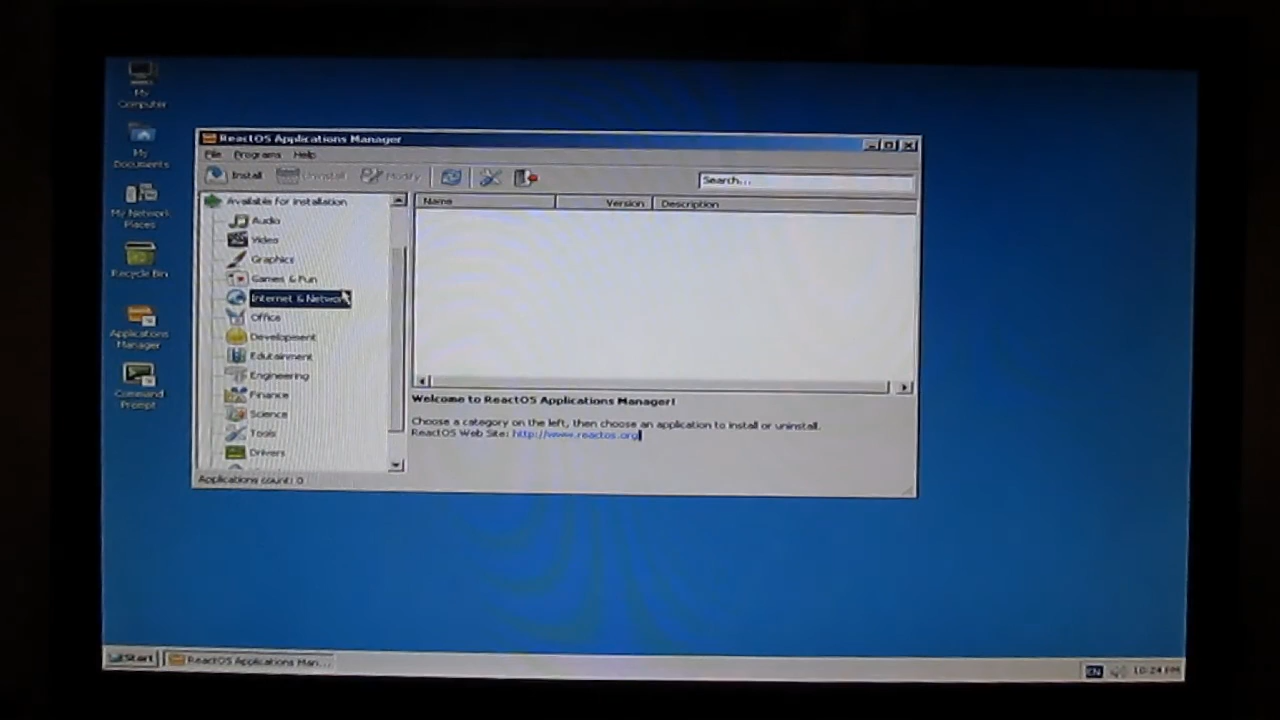 My
Computer
My
Documents
My Network
Places
Recycle Bin
Applications
Manager
Command
Prompt
ReactOS Applications Manager
File Programs Help
Install Uninstall Modify
Search...
Available for installation
Audio
Video
Graphics
Games & Fun
Internet & Network
Office
Development
Edutainment
Engineering
Finance
Science
Tools
Drivers
Name Version Description
Welcome to ReactOS Applications Manager!
Choose a category on the left, then choose an application to install or uninstall.
ReactOS Web Site: http://www.reactos.org
Applications count: 0
Start ReactOS Applications Man... EN 10:24 PM